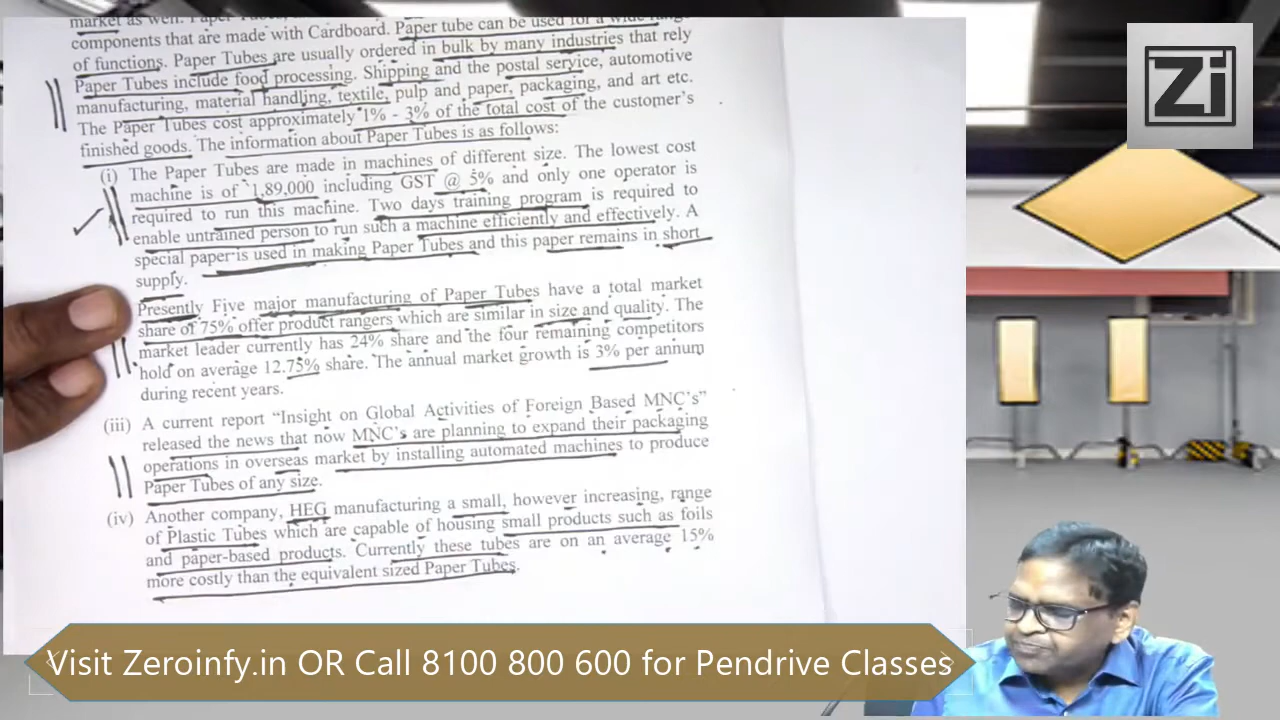 market as well. Paper Tubes,
components that are made with Cardboard. Paper tube can be used for a wide range
of functions. Paper Tubes are usually ordered in bulk by many industries that rely
Paper Tubes include food processing. Shipping and the postal service, automotive
manufacturing, material handling, textile, pulp and paper, packaging, and art etc.
The Paper Tubes cost approximately 1% - 3% of the total cost of the customer's
finished goods. The information about Paper Tubes is as follows:
(i) The Paper Tubes are made in machines of different size. The lowest cost
machine is of ` 1,89,000 including GST @ 5% and only one operator is
required to run this machine. Two days training program is required to
enable untrained person to run such a machine efficiently and effectively. A
special paper is used in making Paper Tubes and this paper remains in short
supply.
Presently Five major manufacturing of Paper Tubes have a total market
share of 75% offer product rangers which are similar in size and quality. The
market leader currently has 24% share and the four remaining competitors
hold on average 12.75% share. The annual market growth is 3% per annum
during recent years.
(iii) A current report "Insight on Global Activities of Foreign Based MNC's"
released the news that now MNC's are planning to expand their packaging
operations in overseas market by installing automated machines to produce
Paper Tubes of any size.
(iv) Another company, HEG manufacturing a small, however increasing, range
of Plastic Tubes which are capable of housing small products such as foils
and paper-based products. Currently these tubes are on an average 15%
more costly than the equivalent sized Paper Tubes.
Zi
Visit Zeroinfy.in OR Call 8100 800 600 for Pendrive Classes